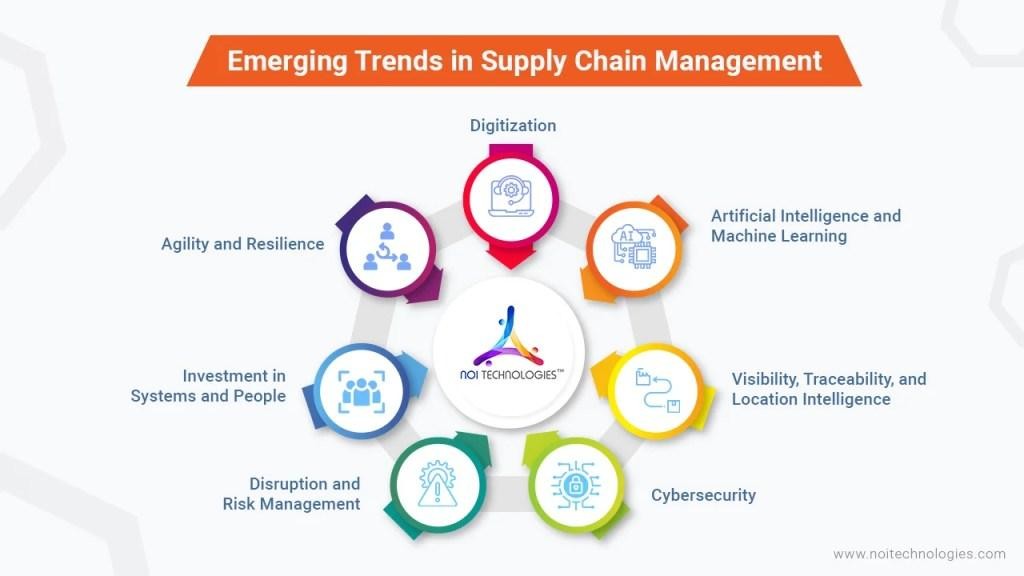 Emerging Trends in Supply Chain Management
Digitization
Artificial Intelligence and
Machine Learning
AI
Agility and Resilience
NOI TECHNOLOGIES™
Visibility, Traceability, and
Location Intelligence
Investment in
Systems and People
Disruption and
Risk Management
Cybersecurity
www.noitechnologies.com